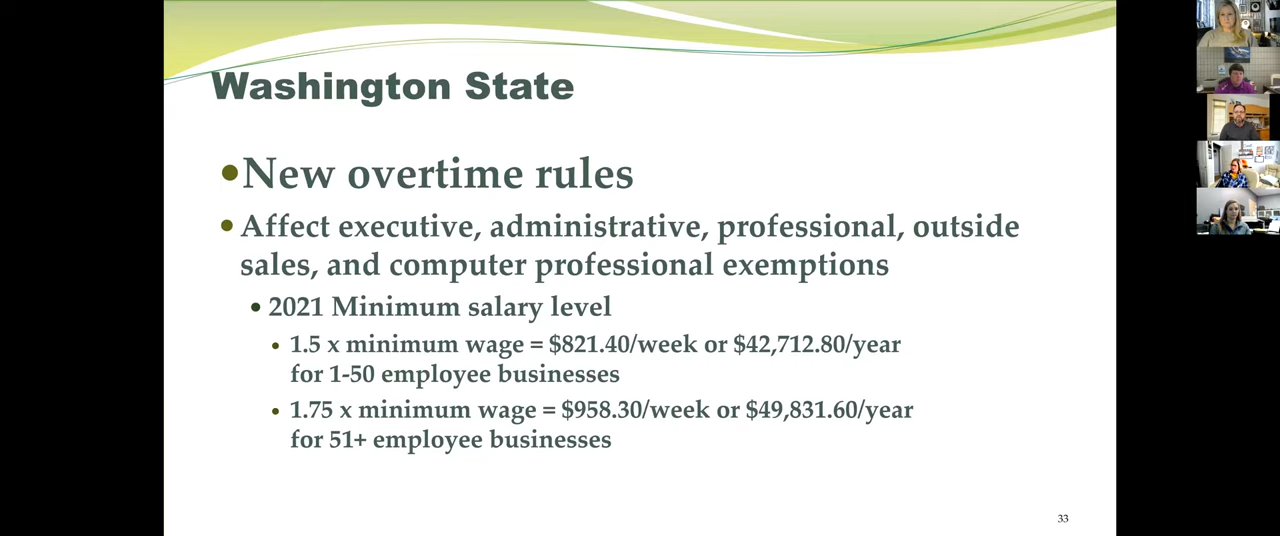 Washington State
•New overtime rules
• Affect executive, administrative, professional, outside
sales, and computer professional exemptions
• 2021 Minimum salary level
• 1.5 x minimum wage = $821.40/week or $42,712.80/year
for 1-50 employee businesses
• 1.75 x minimum wage = $958.30/week or $49,831.60/year
for 51+ employee businesses
33